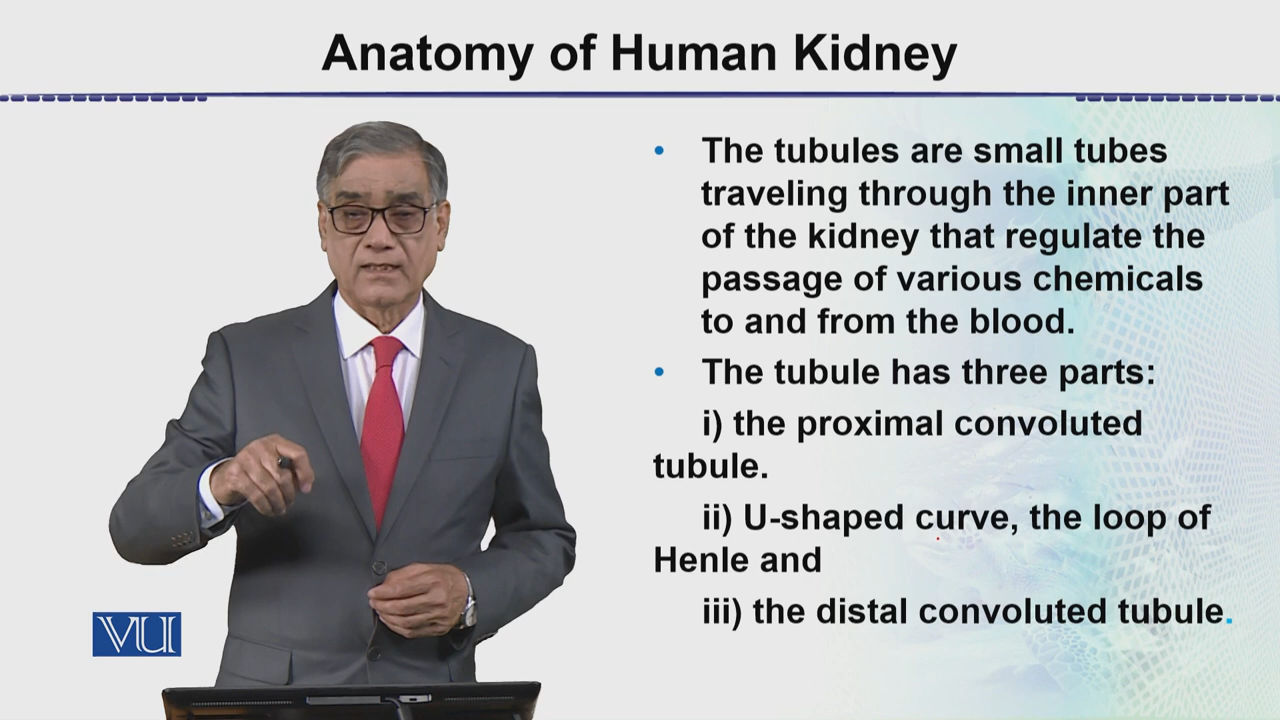 Anatomy of Human Kidney
• The tubules are small tubes
traveling through the inner part
of the kidney that regulate the
passage of various chemicals
to and from the blood.
• The tubule has three parts:
i) the proximal convoluted
tubule.
ii) U-shaped curve, the loop of
Henle and
iii) the distal convoluted tubule.
VU